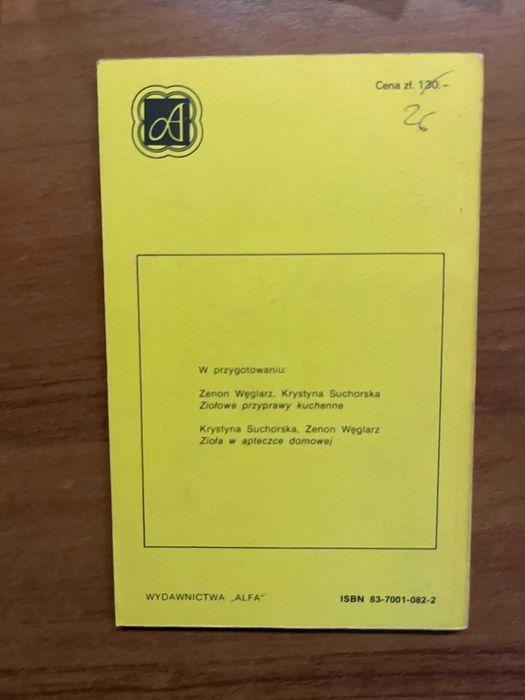 A
Cena zł. 130.–
26
W przygotowaniu:
Zenon Węglarz, Krystyna Suchorska
Ziołowe przyprawy kuchenne
Krystyna Suchorska, Zenon Węglarz
Zioła w apteczce domowej
WYDAWNICTWA „ALFA”
ISBN 83-7001-082-2